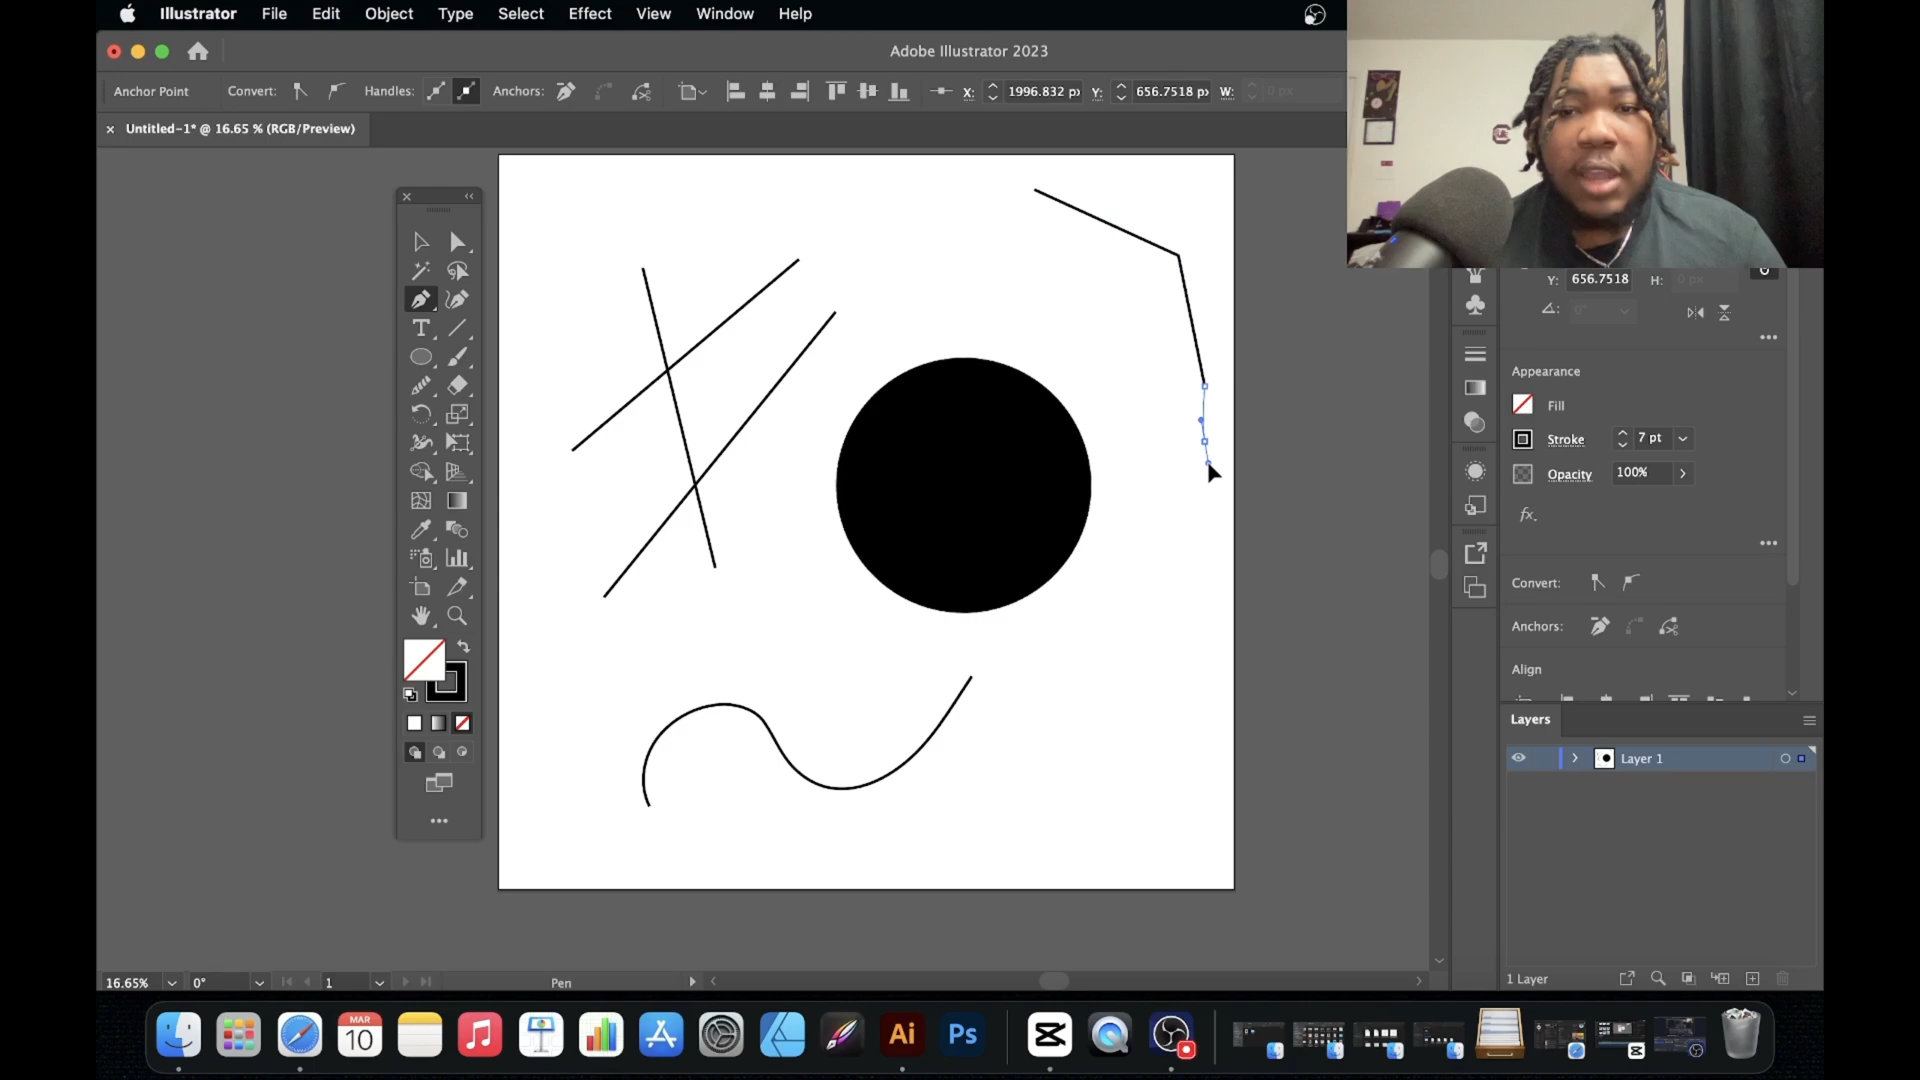 Illustrator File Edit Object Type Select Effect View Window Help
Adobe Illustrator 2023
Anchor Point Convert: Handles: Anchors: X: 1996.832 px Y: 656.7518 px W: 0 px
× Untitled-1* @ 16.65 % (RGB/Preview)
Y: 656.7518 H: 0 px
0°
Appearance
Fill
Stroke 7 pt
Opacity 100%
fx.
Convert:
Anchors:
Align
Layers
Layer 1
1 Layer
16.65% 0° 1 Pen
MAR
10
Ai
Ps